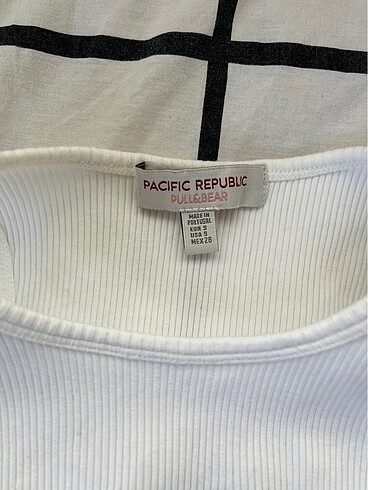 PACIFIC REPUBLIC
PULL&BEAR
MADE IN
PORTUGAL
EUR S
USA S
MEX 26